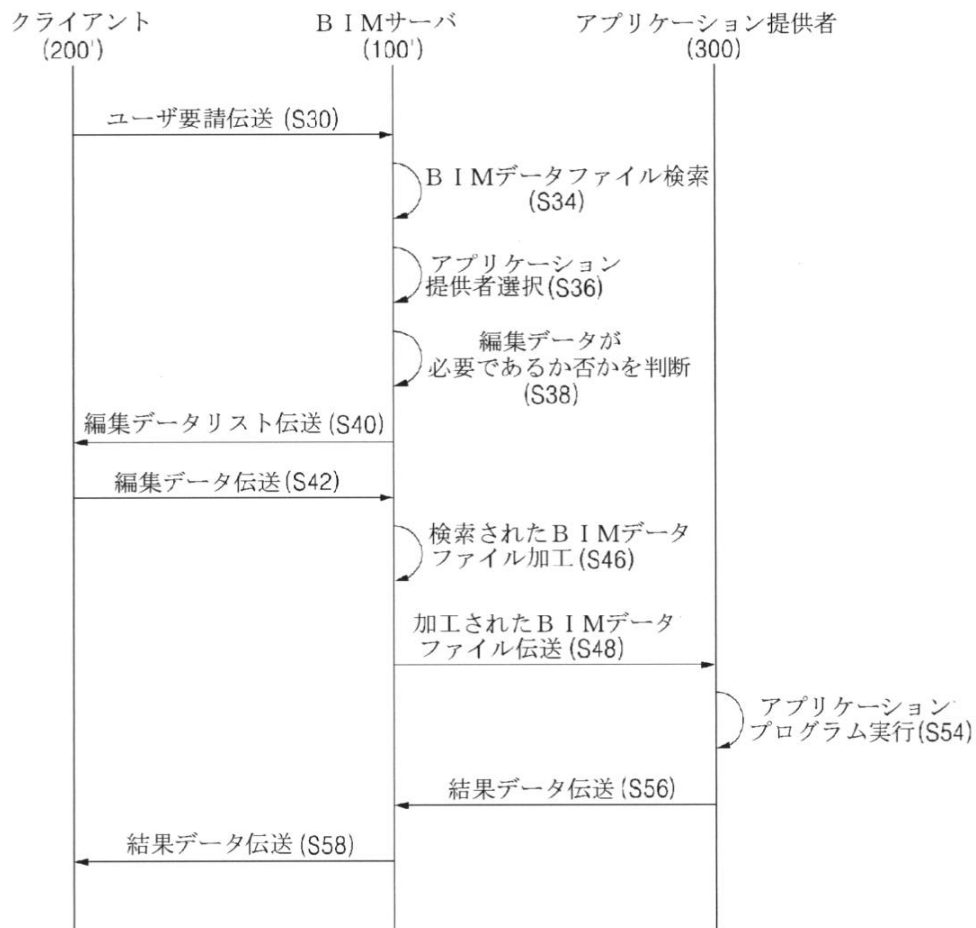 クライアント
(200')
BIMサーバ
(100')
アプリケーション提供者
(300)
ユーザ要請伝送 (S30)
BIMデータファイル検索
(S34)
アプリケーション
提供者選択(S36)
編集データが
必要であるか否かを判断
(S38)
編集データリスト伝送(S40)
編集データ伝送(S42)
検索されたBIMデータ
ファイル加工(S46)
加工されたBIMデータ
ファイル伝送(S48)
アプリケーション
プログラム実行(S54)
結果データ伝送(S56)
結果データ伝送(S58)